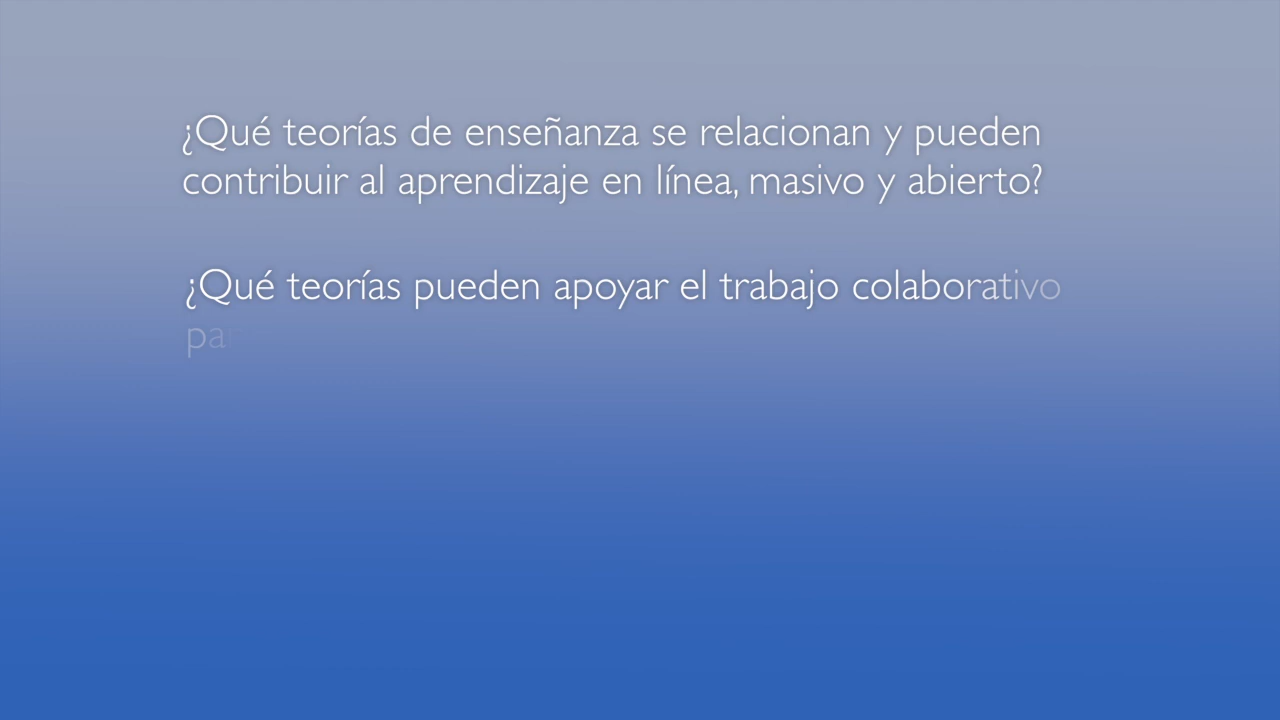 ¿Qué teorías de enseñanza se relacionan y pueden
contribuir al aprendizaje en línea, masivo y abierto?
¿Qué teorías pueden apoyar el trabajo colaborativo